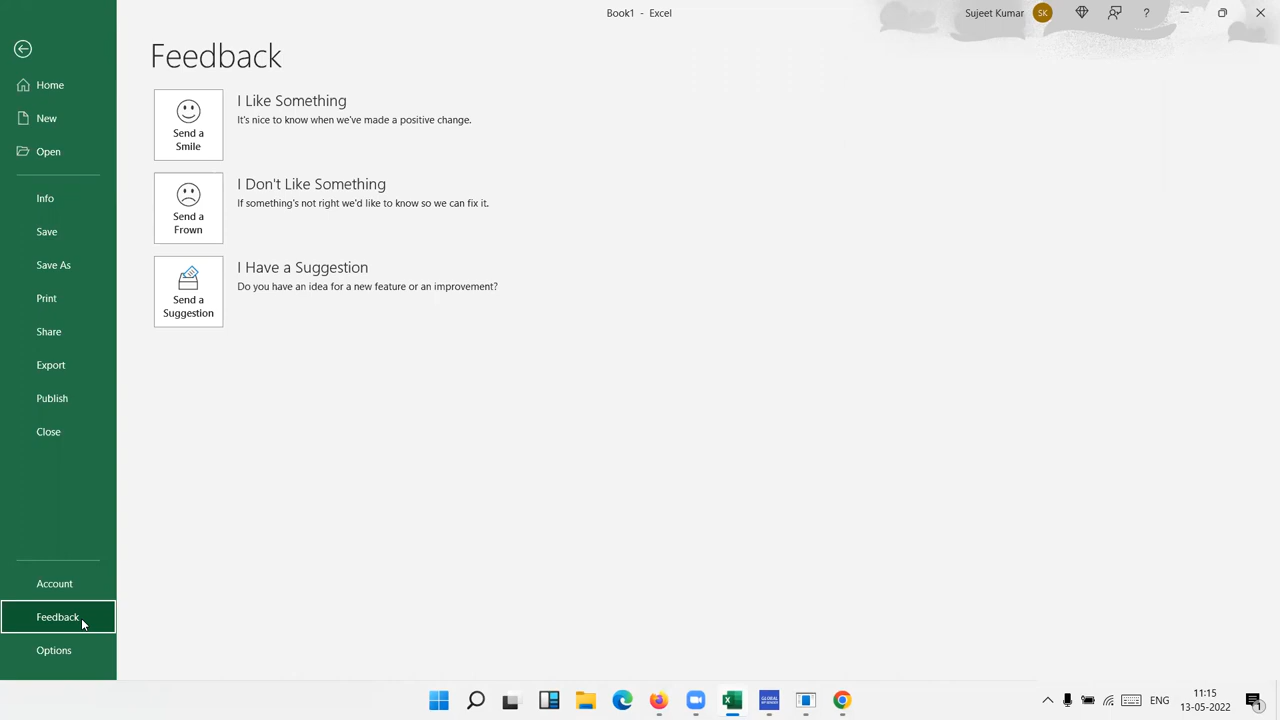 Book1 - Excel
Sujeet Kumar SK ?
Feedback
Home
New
Open
Info
Save
Save As
Print
Share
Export
Publish
Close
Account
Feedback
Options
Send a
Smile
I Like Something
It's nice to know when we've made a positive change.
Send a
Frown
I Don't Like Something
If something's not right we'd like to know so we can fix it.
Send a
Suggestion
I Have a Suggestion
Do you have an idea for a new feature or an improvement?
GLOBAL
ENG
11:15
13-05-2022
1